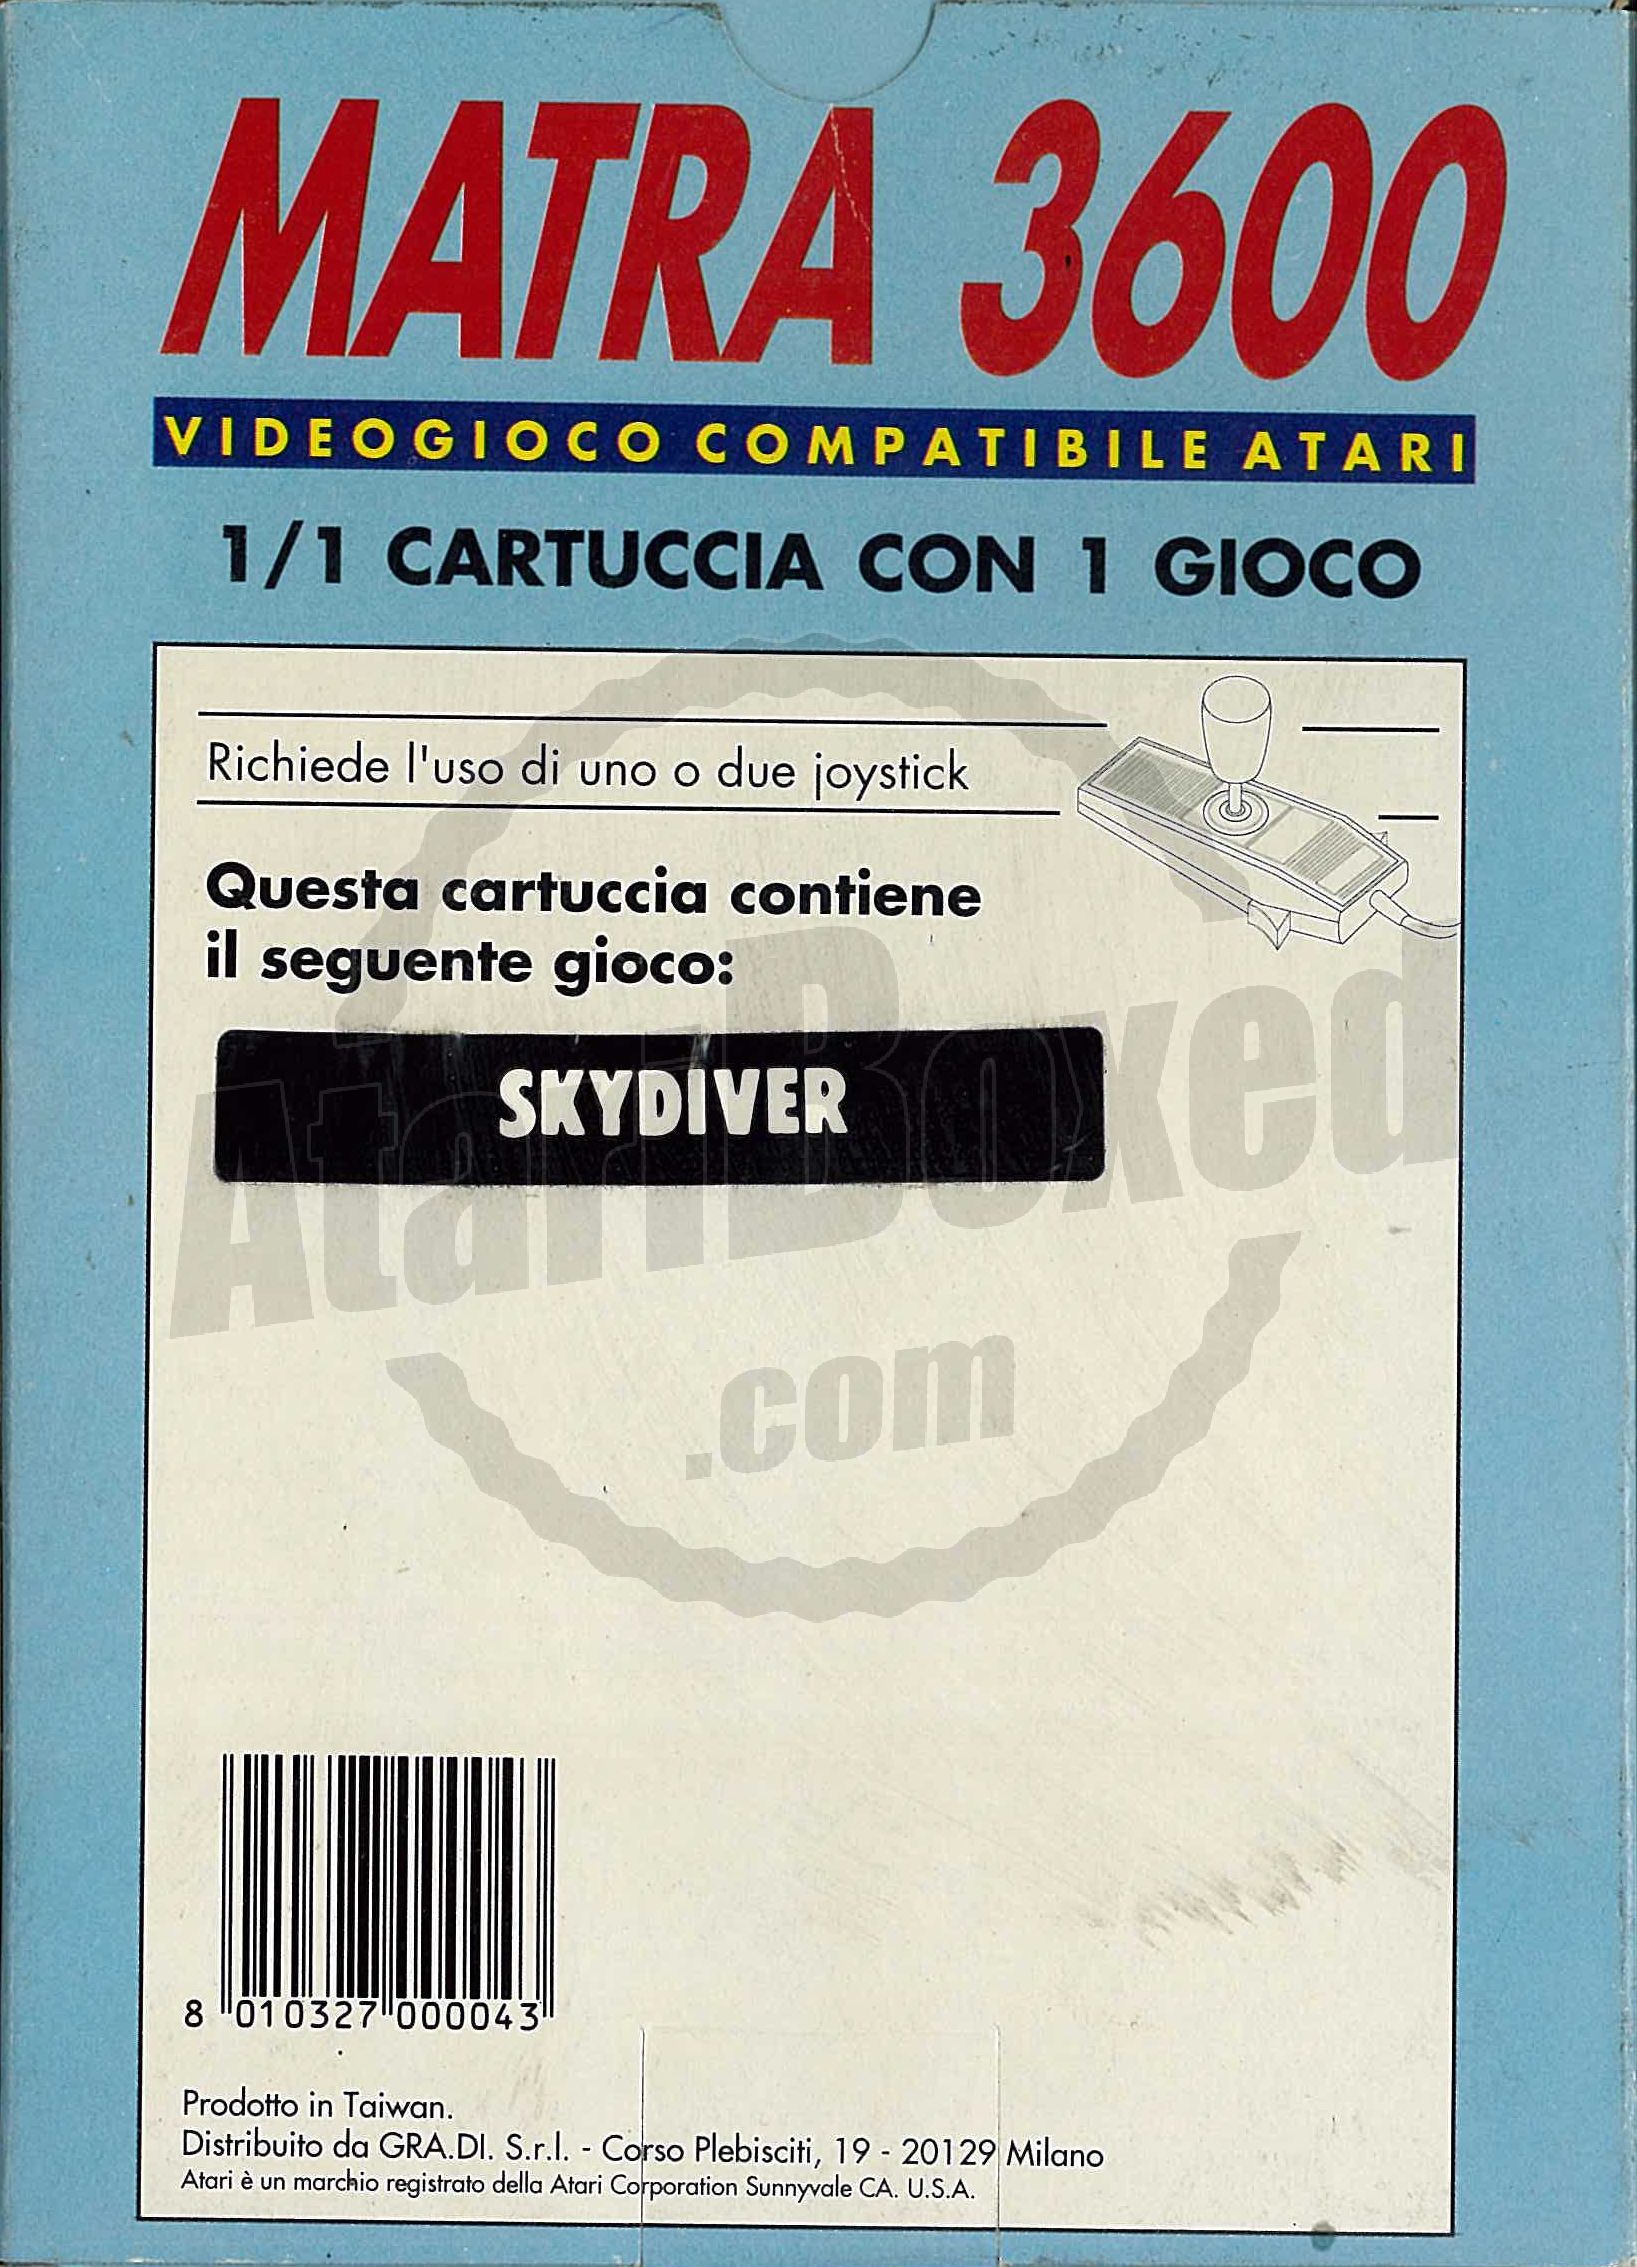 MATRA 3600
VIDEOGIOCO COMPATIBILE ATARI
1/1 CARTUCCIA CON 1 GIOCO
Richiede l'uso di uno o due joystick
Questa cartuccia contiene
il seguente gioco:
SKYDIVER
AtariBoxed
.com
8 010327 000043
Prodotto in Taiwan.
Distribuito da GRA.DI. S.r.l. - Corso Plebisciti, 19 - 20129 Milano
Atari è un marchio registrato della Atari Corporation Sunnyvale CA. U.S.A.